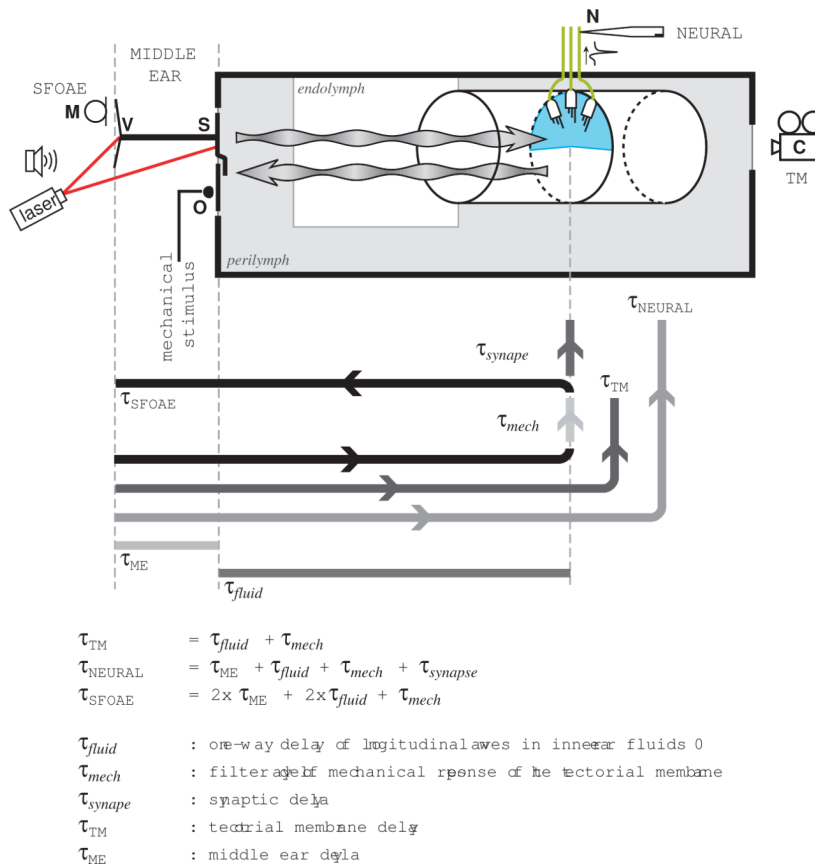 MIDDLE
EAR
SFOAE
M
V
S
laser
O
mechanical
stimulus
endolymph
perilymph
N
NEURAL
C
TM
τNEURAL
τsynape
τTM
τSFOAE
τmech
τME
τfluid
τTM = τfluid + τmech
τNEURAL = τME + τfluid + τmech + τsynapse
τSFOAE = 2x τME + 2xτfluid + τmech
τfluid : one-way delay of longitudinal waves in inner ear fluids 0
τmech : filter delay of mechanical response of the tectorial membrane
τsynape : synaptic delay
τTM : tectorial membrane delay
τME : middle ear delay